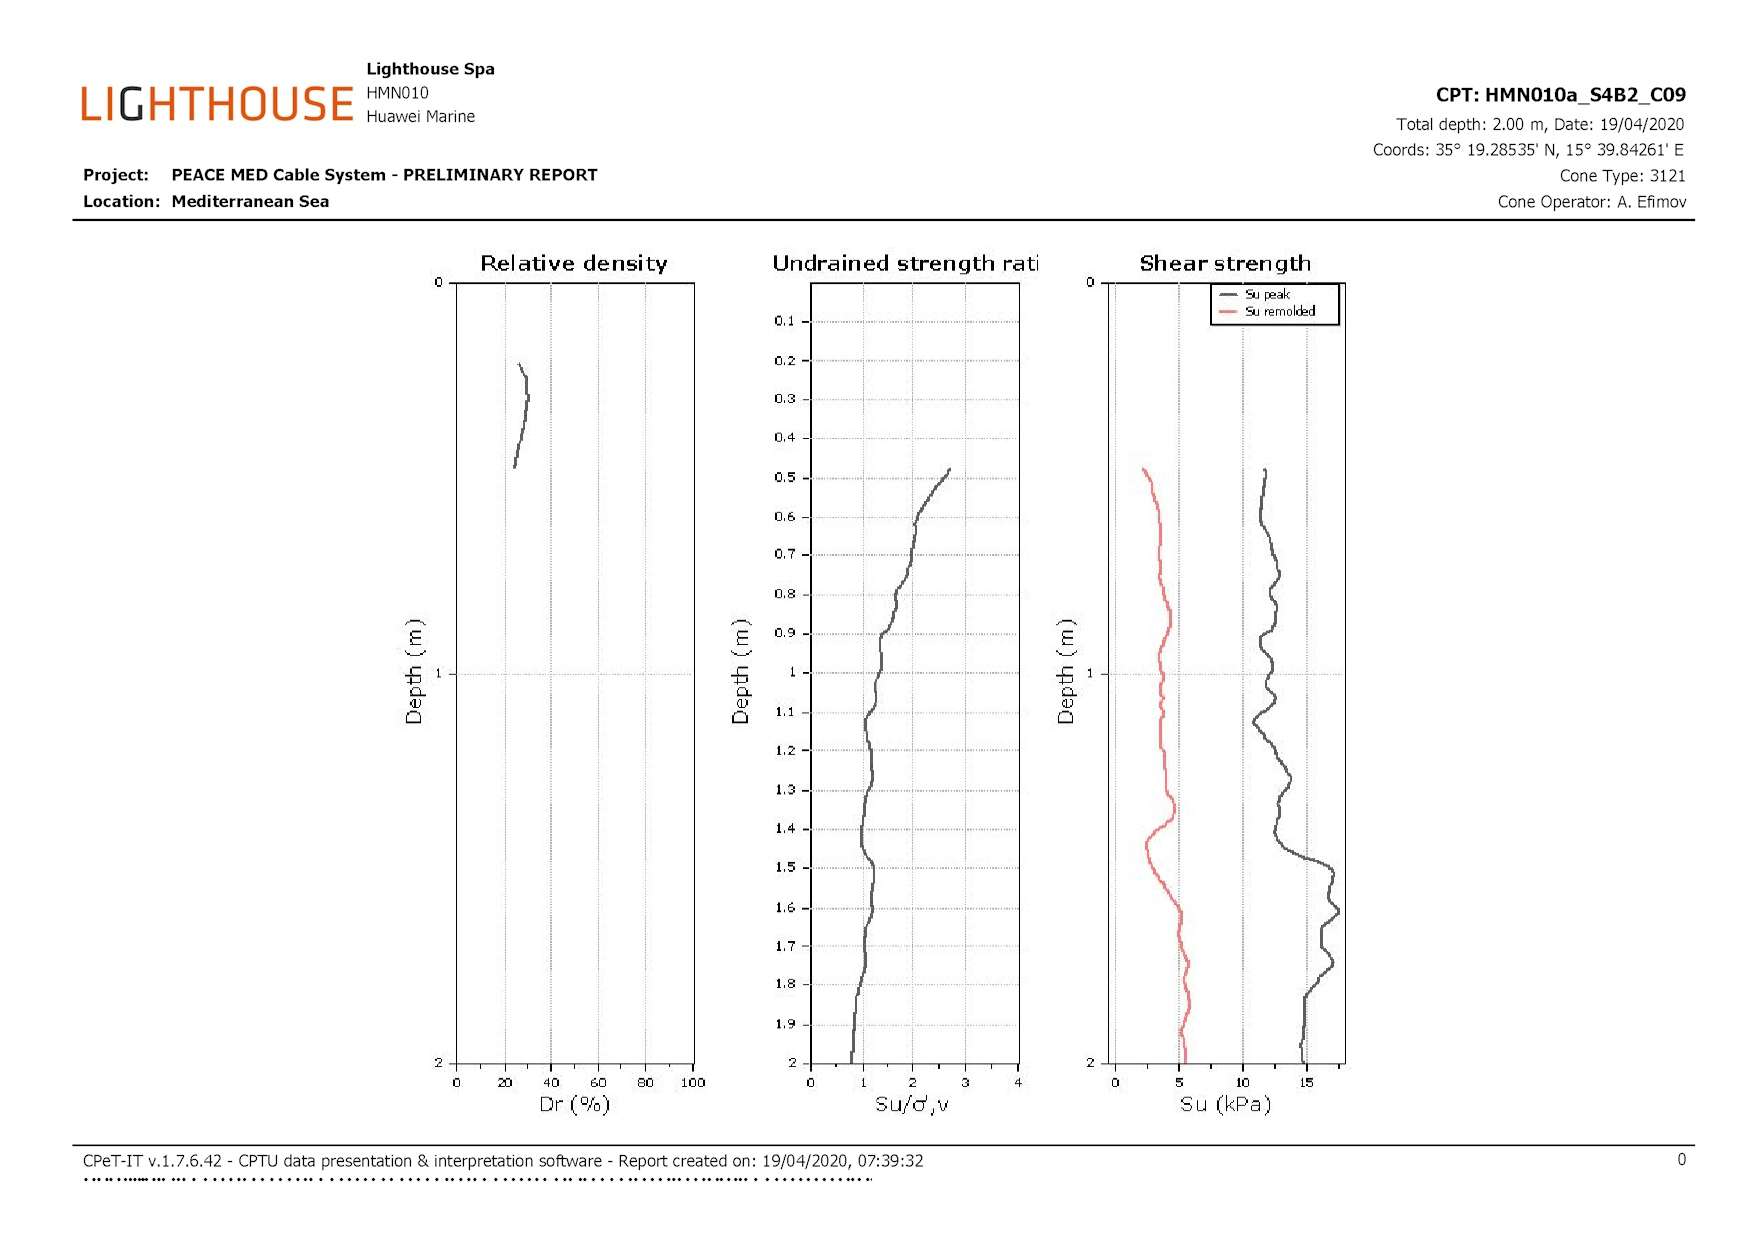 LIGHTHOUSE
Lighthouse Spa
HMN010
Huawei Marine
Project: PEACE MED Cable System - PRELIMINARY REPORT
Location: Mediterranean Sea
CPT: HMN010a_S4B2_C09
Total depth: 2.00 m, Date: 19/04/2020
Coords: 35° 19.28535' N, 15° 39.84261' E
Cone Type: 3121
Cone Operator: A. Efimov
Relative density
0
1
2
Depth (m)
0 20 40 60 80 100
Dr (%)
Undrained strength rati
0.1
0.2
0.3
0.4
0.5
0.6
0.7
0.8
0.9
1
1.1
1.2
1.3
1.4
1.5
1.6
1.7
1.8
1.9
2
Depth (m)
0 1 2 3 4
Su/σ',v
Shear strength
Su peak
Su remolded
0
1
2
Depth (m)
0 5 10 15
Su (kPa)
CPeT-IT v.1.7.6.42 - CPTU data presentation & interpretation software - Report created on: 19/04/2020, 07:39:32
0